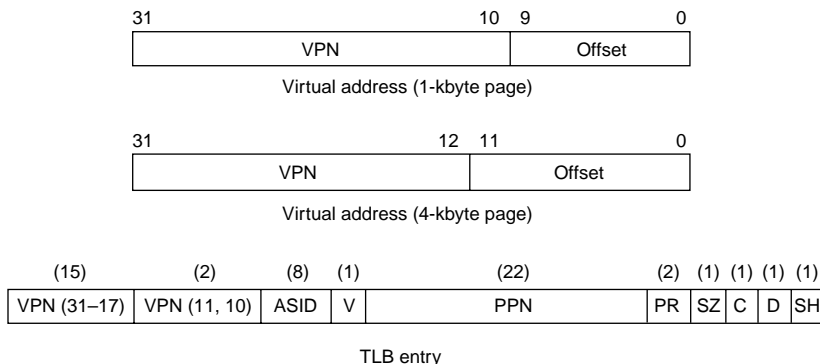 31 10 9 0
VPN Offset
Virtual address (1-kbyte page)
31 12 11 0
VPN Offset
Virtual address (4-kbyte page)
(15) (2) (8) (1) (22) (2) (1) (1) (1) (1)
VPN (31–17) VPN (11, 10) ASID V PPN PR SZ C D SH
TLB entry